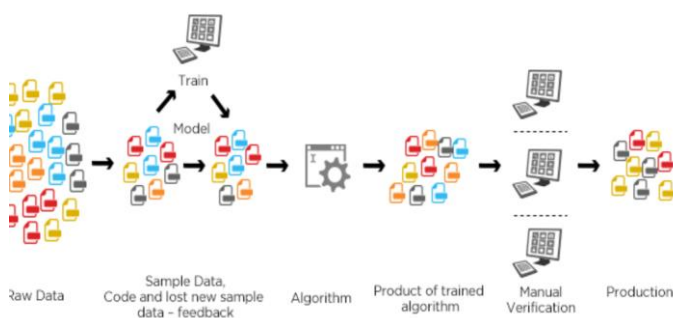 Train
Model
Raw Data
Sample Data,
Code and lost new sample
data – feedback
Algorithm
Product of trained
algorithm
Manual
Verification
Production